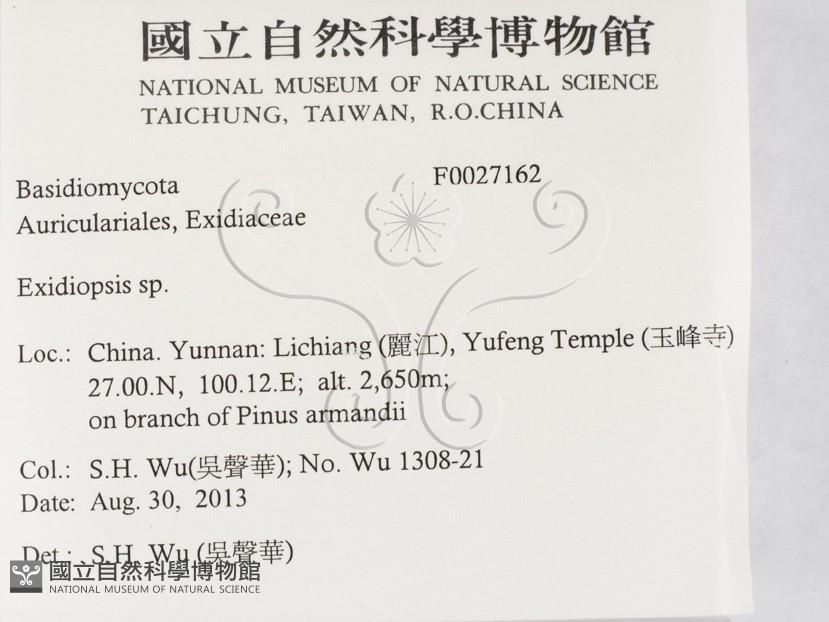 國立自然科學博物館
NATIONAL MUSEUM OF NATURAL SCIENCE
TAICHUNG, TAIWAN, R.O.CHINA
Basidiomycota F0027162
Auriculariales, Exidiaceae
Exidiopsis sp.
Loc.: China. Yunnan: Lichiang (麗江), Yufeng Temple (玉峰寺)
27.00.N, 100.12.E; alt. 2,650m;
on branch of Pinus armandii
Col.: S.H. Wu(吳聲華); No. Wu 1308-21
Date: Aug. 30, 2013
Det.: S.H. Wu (吳聲華)
國立自然科學博物館
NATIONAL MUSEUM OF NATURAL SCIENCE